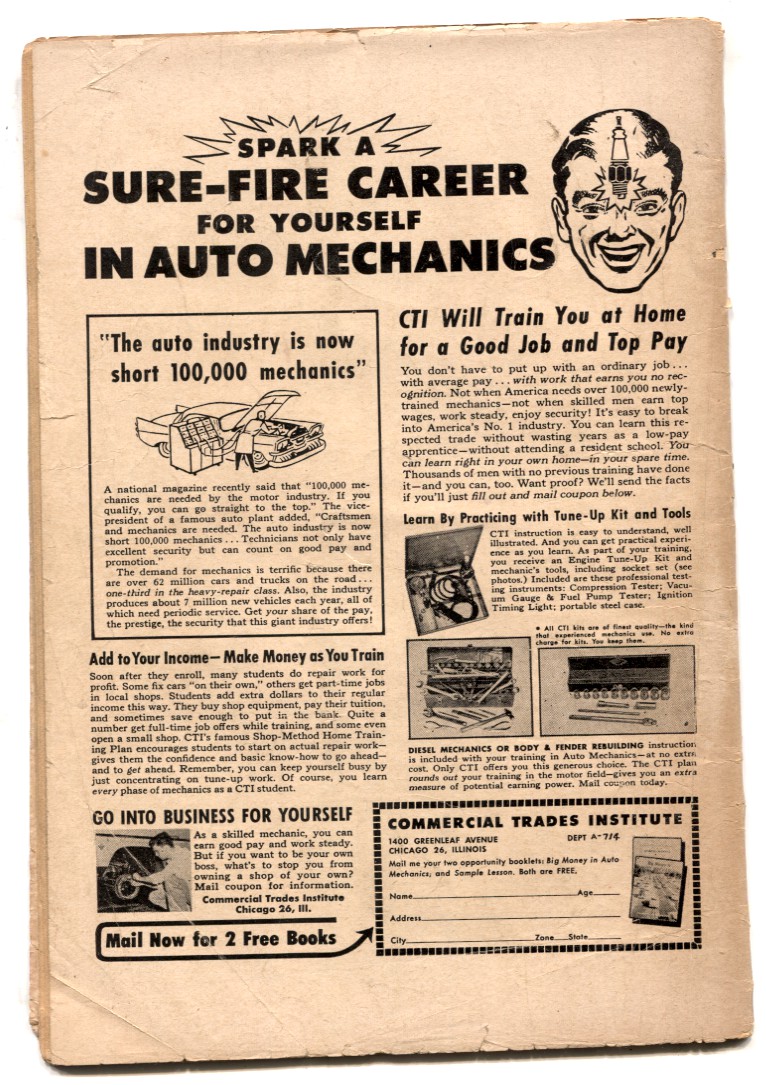 SPARK A
SURE-FIRE CAREER
FOR YOURSELF
IN AUTO MECHANICS
"The auto industry is now
short 100,000 mechanics"
A national magazine recently said that "100,000 me-
chanics are needed by the motor industry. If you
qualify, you can go straight to the top." The vice-
president of a famous auto plant added, "Craftsmen
and mechanics are needed. The auto industry is now
short 100,000 mechanics ... Technicians not only have
excellent security but can count on good pay and
promotion."
The demand for mechanics is terrific because there
are over 62 million cars and trucks on the road ...
one-third in the heavy-repair class. Also, the industry
produces about 7 million new vehicles each year, all of
which need periodic service. Get your share of the pay,
the prestige, the security that this giant industry offers!
Add to Your Income—Make Money as You Train
Soon after they enroll, many students do repair work for
profit. Some fix cars "on their own," others get part-time jobs
in local shops. Students add extra dollars to their regular
income this way. They buy shop equipment, pay their tuition,
and sometimes save enough to put in the bank. Quite a
number get full-time job offers while training, and some even
open a small shop. CTI's famous Shop-Method Home Train-
ing Plan encourages students to start on actual repair work—
gives them the confidence and basic know-how to go ahead—
and to get ahead. Remember, you can keep yourself busy by
just concentrating on tune-up work. Of course, you learn
every phase of mechanics as a CTI student.
GO INTO BUSINESS FOR YOURSELF
As a skilled mechanic, you can
earn good pay and work steady.
But if you want to be your own
boss, what's to stop you from
owning a shop of your own?
Mail coupon for information.
Commercial Trades Institute
Chicago 26, Ill.
Mail Now for 2 Free Books
CTI Will Train You at Home
for a Good Job and Top Pay
You don't have to put up with an ordinary job ...
with average pay ... with work that earns you no rec-
ognition. Not when America needs over 100,000 newly-
trained mechanics—not when skilled men earn top
wages, work steady, enjoy security! It's easy to break
into America's No. 1 industry. You can learn this re-
spected trade without wasting years as a low-pay
apprentice—without attending a resident school. You
can learn right in your own home—in your spare time.
Thousands of men with no previous training have done
it—and you can, too. Want proof? We'll send the facts
if you'll just fill out and mail coupon below.
Learn By Practicing with Tune-Up Kit and Tools
CTI instruction is easy to understand, well
illustrated. And you can get practical experi-
ence as you learn. As part of your training,
you receive an Engine Tune-Up Kit and
mechanic's tools, including socket set (see
photos.) Included are these professional test-
ing instruments: Compression Tester; Vacu-
um Gauge & Fuel Pump Tester; Ignition
Timing Light; portable steel case.
• All CTI kits are of finest quality—the kind
that experienced mechanics use. No extra
charge for kits. You keep them.
DIESEL MECHANICS OR BODY & FENDER REBUILDING instruction
is included with your training in Auto Mechanics—at no extra
cost. Only CTI offers you this generous choice. The CTI plan
rounds out your training in the motor field—gives you an extra
measure of potential earning power. Mail coupon today.
COMMERCIAL TRADES INSTITUTE
1400 GREENLEAF AVENUE DEPT A-714
CHICAGO 26, ILLINOIS
Mail me your two opportunity booklets: Big Money in Auto
Mechanics; and Sample Lesson. Both are FREE.
Name Age
Address
City Zone State